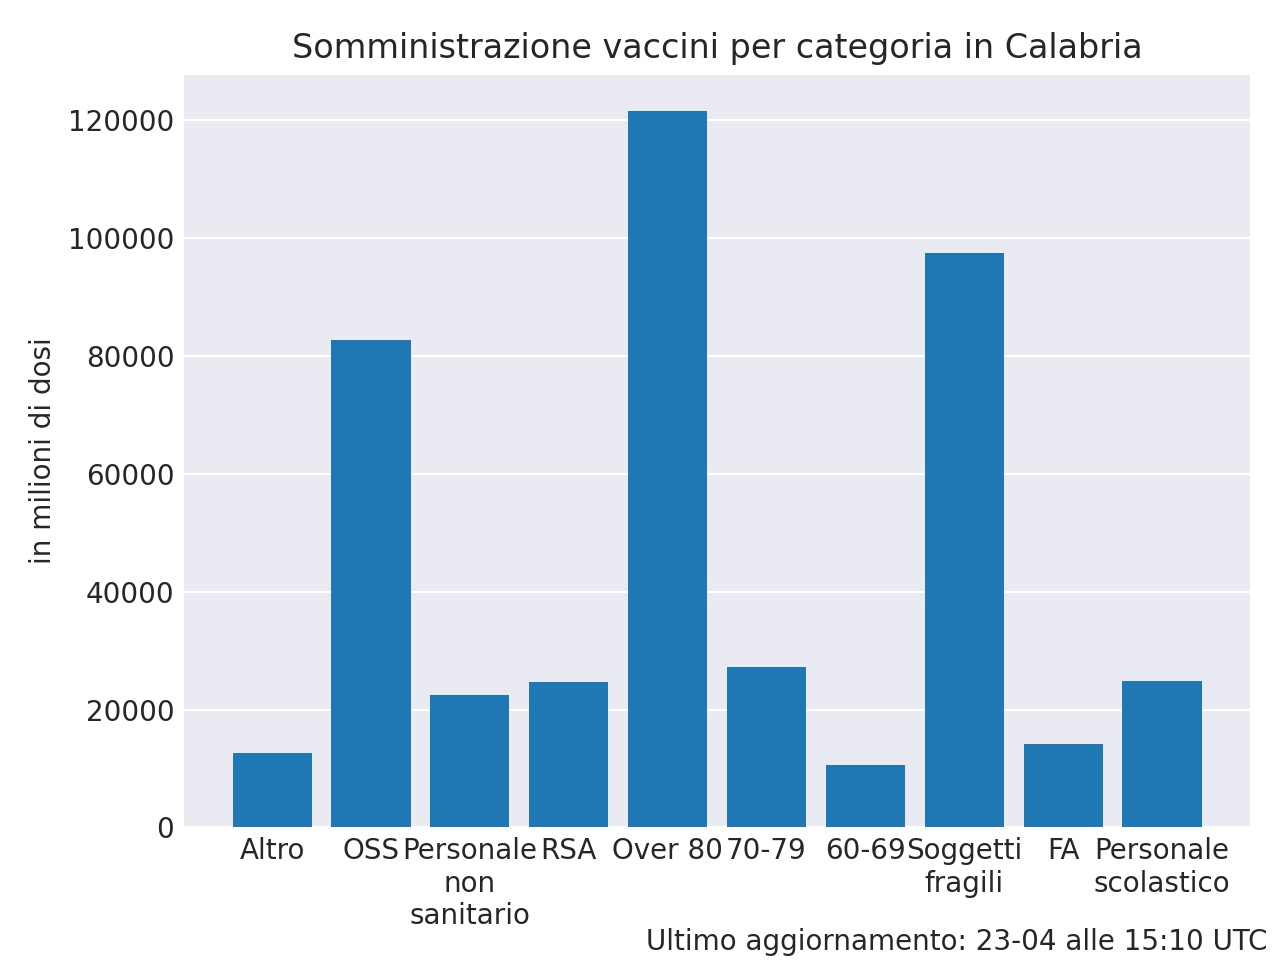 Somministrazione vaccini per categoria in Calabria
in milioni di dosi
120000
100000
80000
60000
40000
20000
0
Altro
OSS
Personale
non
sanitario
RSA
Over 80
70-79
60-69
Soggetti
fragili
FA
Personale
scolastico
Ultimo aggiornamento: 23-04 alle 15:10 UTC